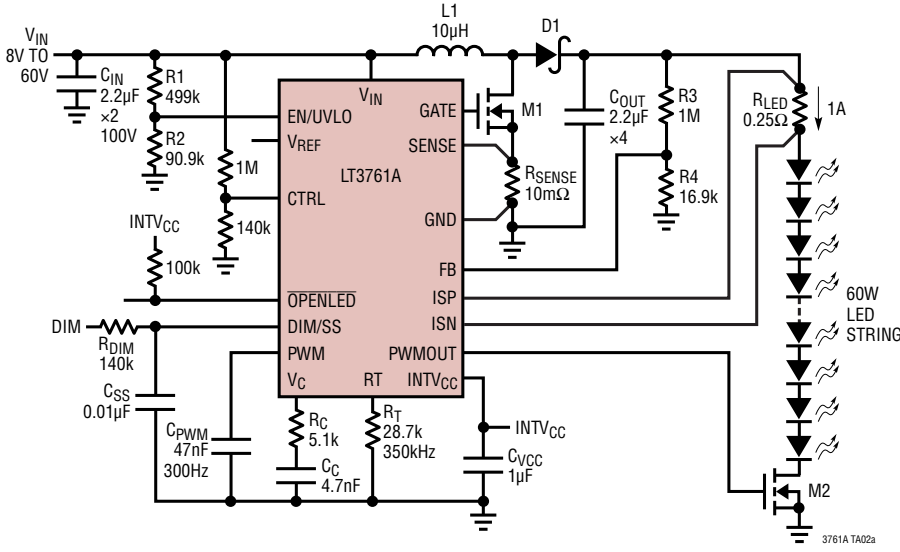 L1
10µH
D1
VIN
8V TO
60V
CIN
2.2µF
×2
100V
R1
499k
R2
90.9k
1M
140k
VIN
EN/UVLO
VREF
LT3761A
CTRL
GATE
SENSE
GND
FB
ISP
ISN
PWMOUT
INTVCC
OPENLED
DIM/SS
PWM
VC
RT
M1
RSENSE
10mΩ
COUT
2.2µF
×4
R3
1M
R4
16.9k
RLED
0.25Ω
1A
60W
LED
STRING
INTVCC
100k
DIM
RDIM
140k
CSS
0.01µF
CPWM
47nF
300Hz
RC
5.1k
CC
4.7nF
RT
28.7k
350kHz
INTVCC
CVCC
1µF
M2
3761A TA02a